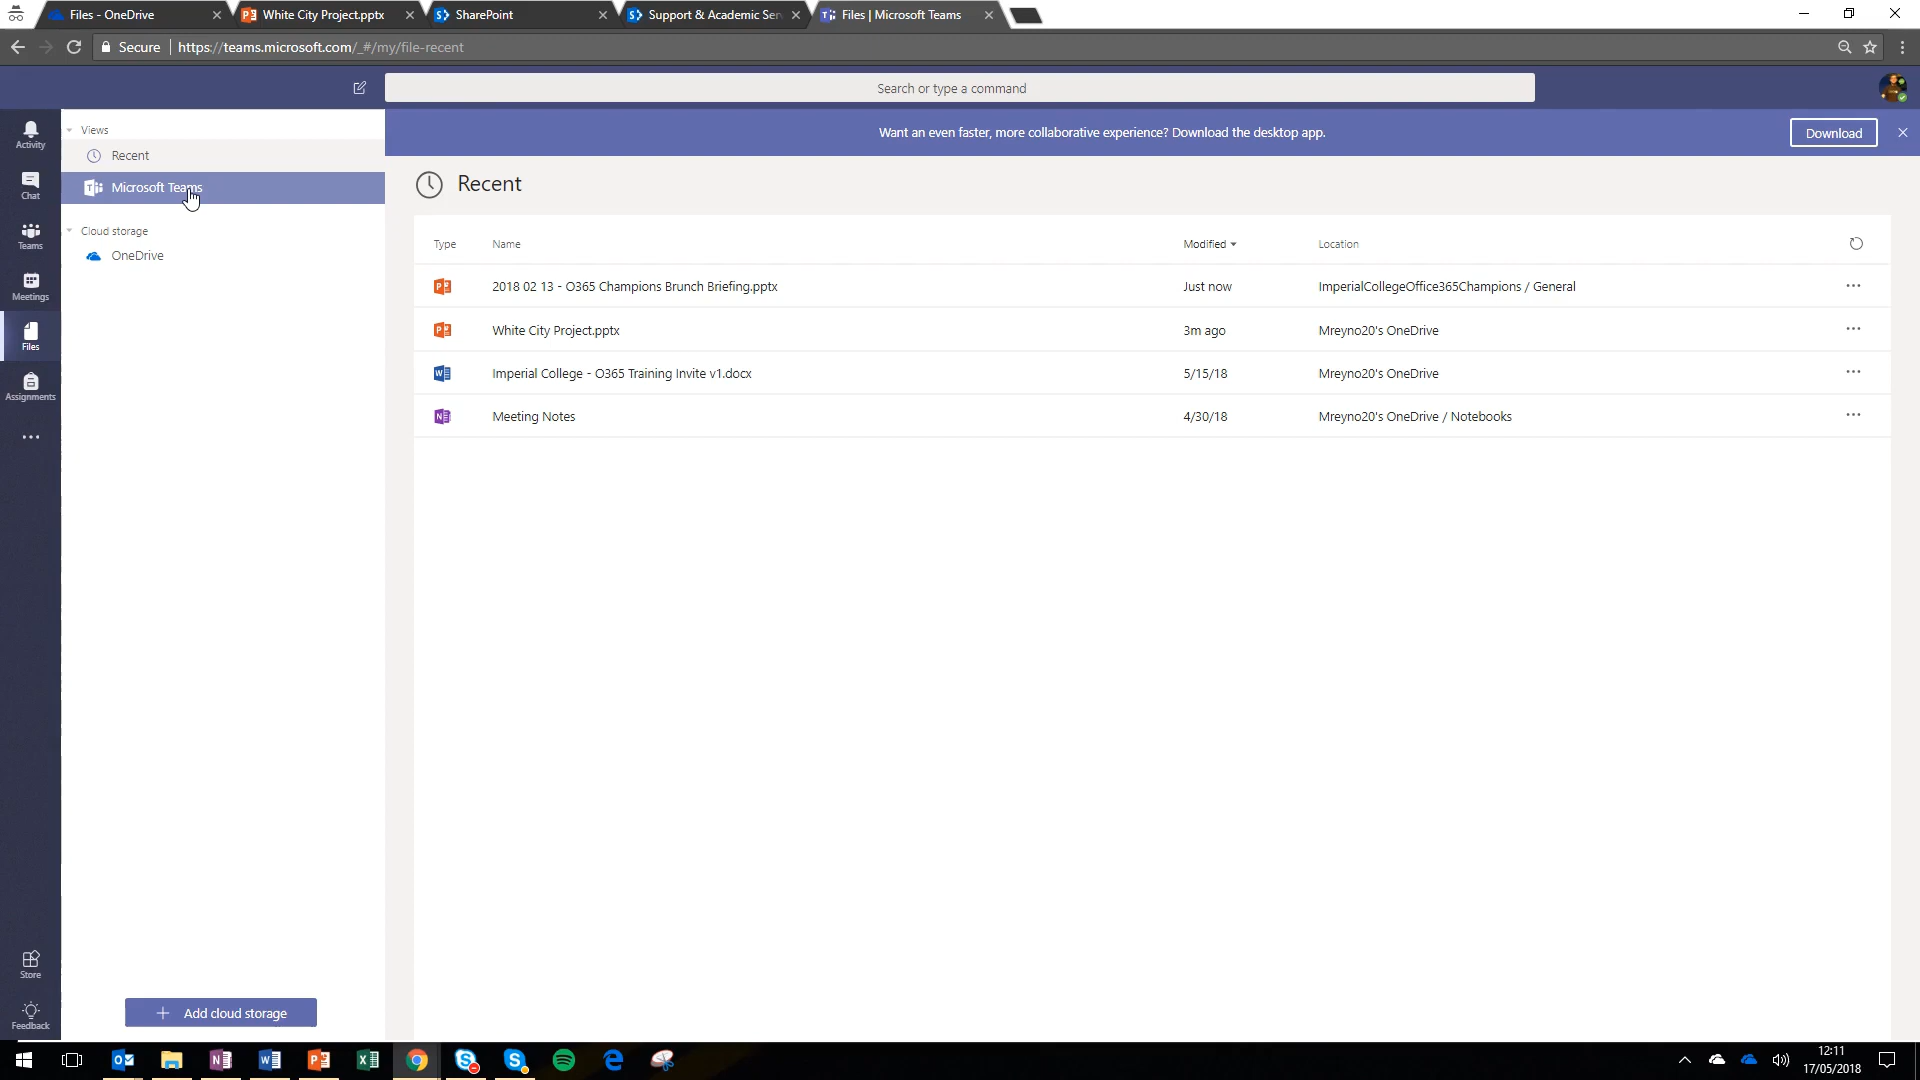 Files - OneDrive
White City Project.pptx
SharePoint
Support & Academic Ser
Files | Microsoft Teams
Secure
https://teams.microsoft.com/_#/my/file-recent
Search or type a command
Want an even faster, more collaborative experience? Download the desktop app.
Download
Activity
Chat
Teams
Meetings
Files
Assignments
Store
Feedback
Views
Recent
Microsoft Teams
Cloud storage
OneDrive
Add cloud storage
Recent
Type Name Modified Location
2018 02 13 - O365 Champions Brunch Briefing.pptx Just now ImperialCollegeOffice365Champions / General
White City Project.pptx 3m ago Mreyno20's OneDrive
Imperial College - O365 Training Invite v1.docx 5/15/18 Mreyno20's OneDrive
Meeting Notes 4/30/18 Mreyno20's OneDrive / Notebooks
12:11
17/05/2018